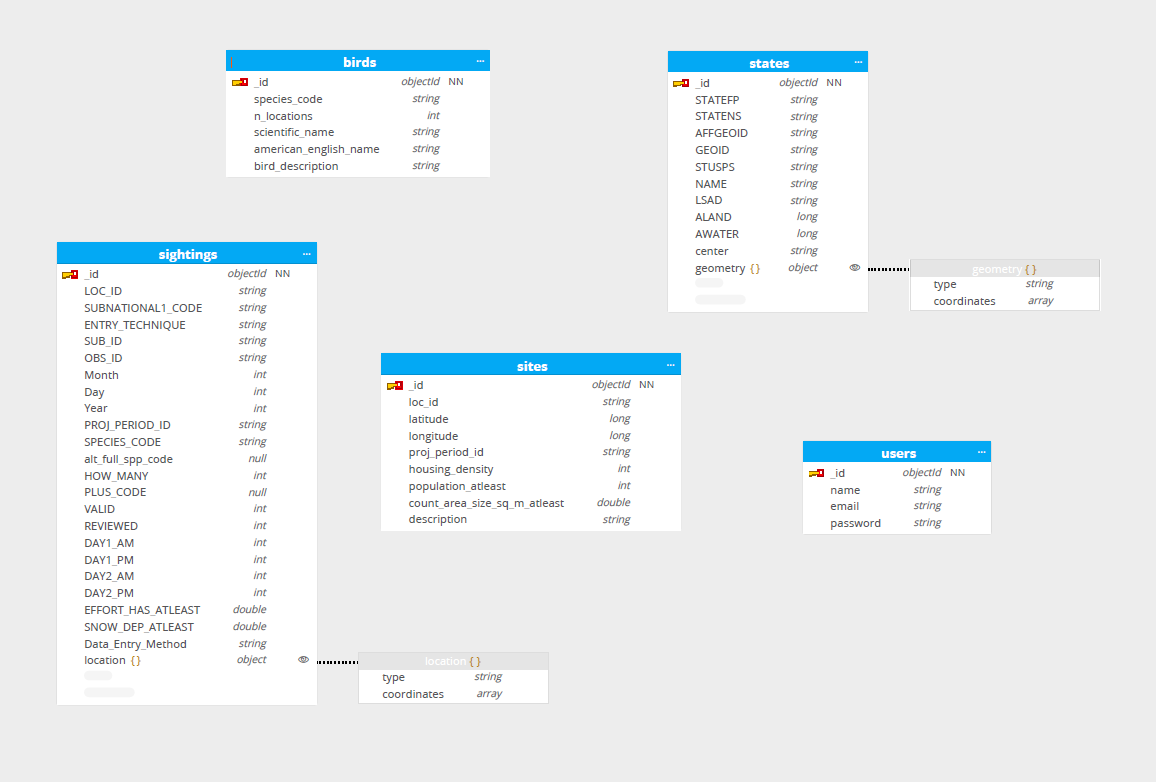 birds ...
_id objectId NN
species_code string
n_locations int
scientific_name string
american_english_name string
bird_description string
states ...
_id objectId NN
STATEFP string
STATENS string
AFFGEOID string
GEOID string
STUSPS string
NAME string
LSAD string
ALAND long
AWATER long
center string
geometry {} object
geometry {}
type string
coordinates array
sightings ...
_id objectId NN
LOC_ID string
SUBNATIONAL1_CODE string
ENTRY_TECHNIQUE string
SUB_ID string
OBS_ID string
Month int
Day int
Year int
PROJ_PERIOD_ID string
SPECIES_CODE string
alt_full_spp_code null
HOW_MANY int
PLUS_CODE null
VALID int
REVIEWED int
DAY1_AM int
DAY1_PM int
DAY2_AM int
DAY2_PM int
EFFORT_HAS_ATLEAST double
SNOW_DEP_ATLEAST double
Data_Entry_Method string
location {} object
location {}
type string
coordinates array
sites ...
_id objectId NN
loc_id string
latitude long
longitude long
proj_period_id string
housing_density int
population_atleast int
count_area_size_sq_m_atleast double
description string
users ...
_id objectId NN
name string
email string
password string